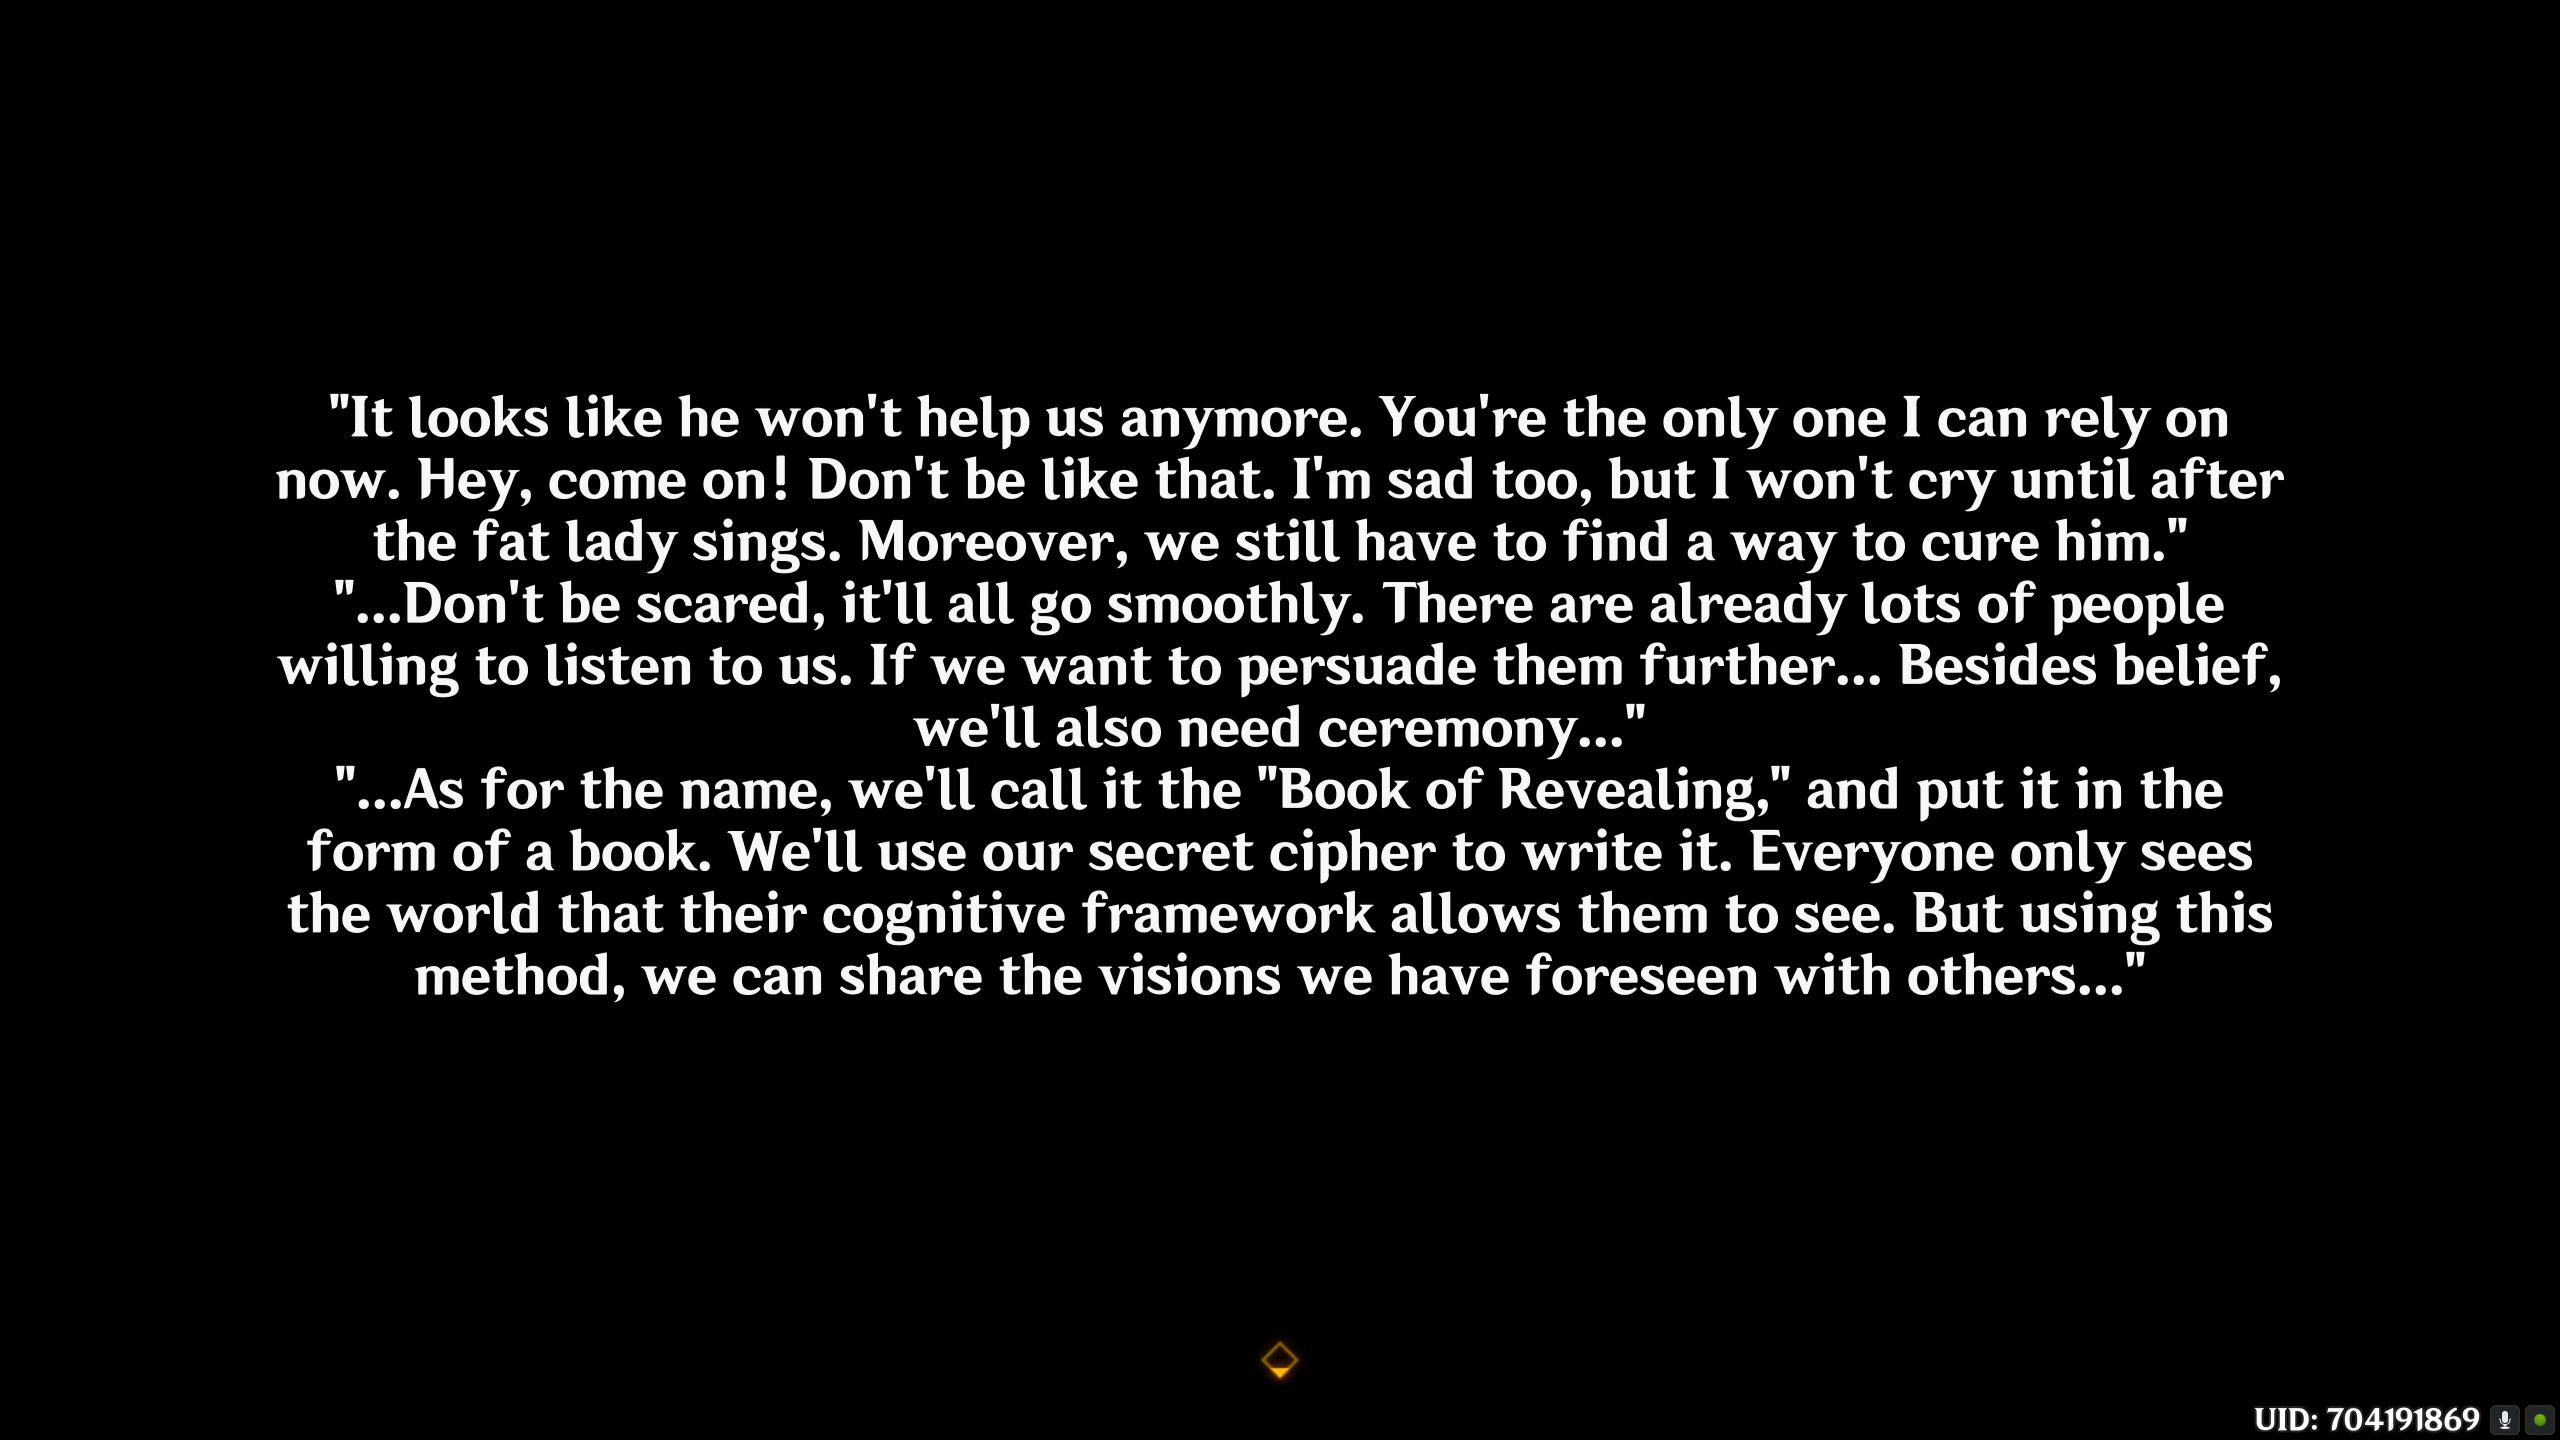 "It looks like he won't help us anymore. You're the only one I can rely on
now. Hey, come on! Don't be like that. I'm sad too, but I won't cry until after
the fat lady sings. Moreover, we still have to find a way to cure him."
"...Don't be scared, it'll all go smoothly. There are already lots of people
willing to listen to us. If we want to persuade them further... Besides belief,
we'll also need ceremony..."
"...As for the name, we'll call it the "Book of Revealing," and put it in the
form of a book. We'll use our secret cipher to write it. Everyone only sees
the world that their cognitive framework allows them to see. But using this
method, we can share the visions we have foreseen with others..."
UID: 704191869